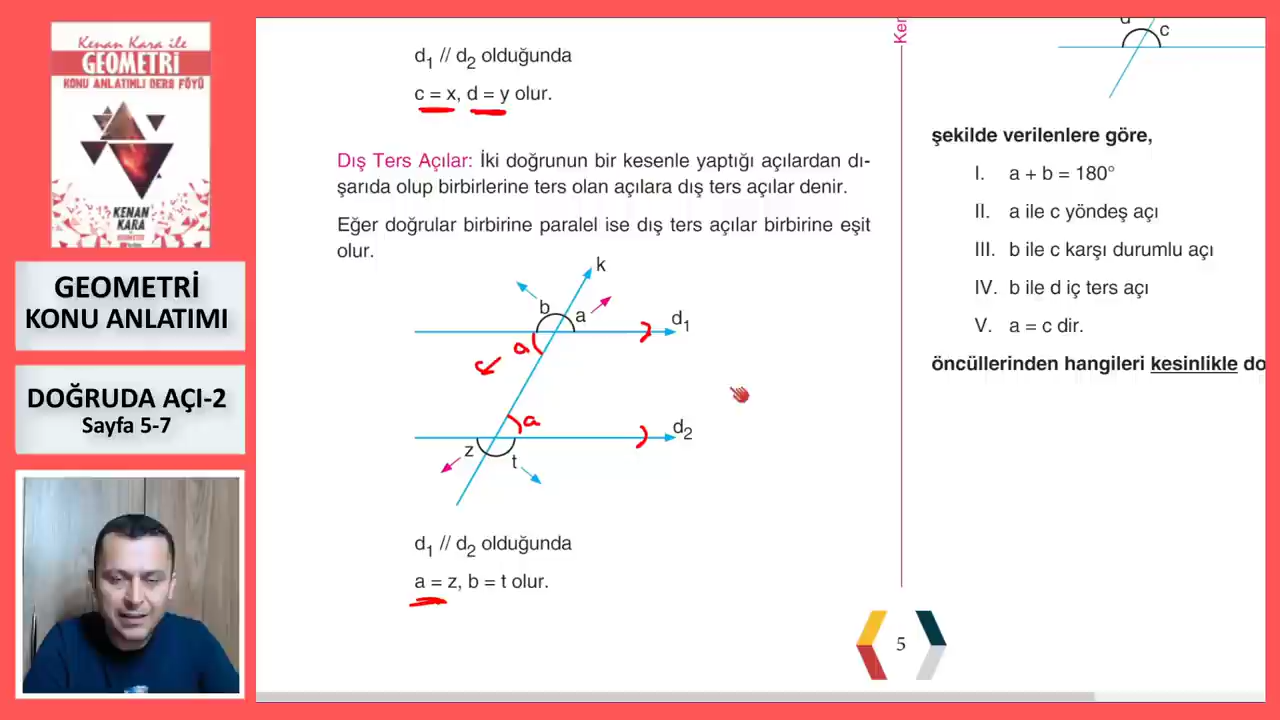 Kenan Kara ile
GEOMETRİ
KONU ANLATIMLI DERS FÖYÜ
KENAN
KARA
GEOMETRİ
KONU ANLATIMI
DOĞRUDA AÇI-2
Sayfa 5-7
d1 // d2 olduğunda
c = x, d = y olur.
Dış Ters Açılar: İki doğrunun bir kesenle yaptığı açılardan dı-
şarıda olup birbirlerine ters olan açılara dış ters açılar denir.
Eğer doğrular birbirine paralel ise dış ters açılar birbirine eşit
olur.
k
b
a
d1
a
a
d2
z
t
d1 // d2 olduğunda
a = z, b = t olur.
Ker
d
c
şekilde verilenlere göre,
I. a + b = 180°
II. a ile c yöndeş açı
III. b ile c karşı durumlu açı
IV. b ile d iç ters açı
V. a = c dir.
öncüllerinden hangileri kesinlikle do
5